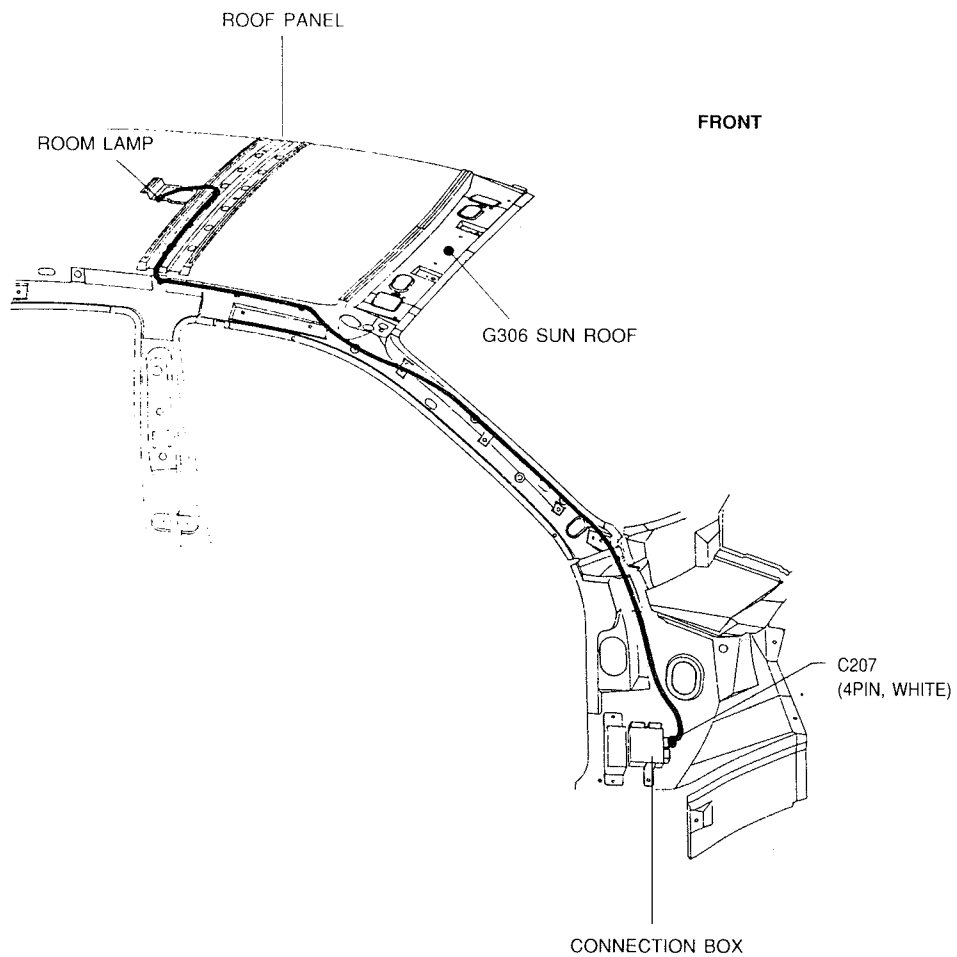 ROOF PANEL
FRONT
ROOM LAMP
G306 SUN ROOF
C207
(4PIN, WHITE)
CONNECTION BOX